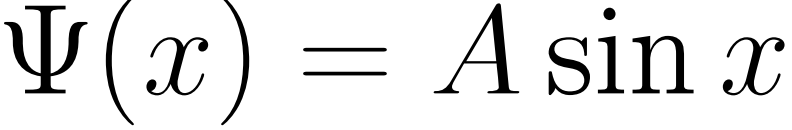 Ψ(x) = A sin x